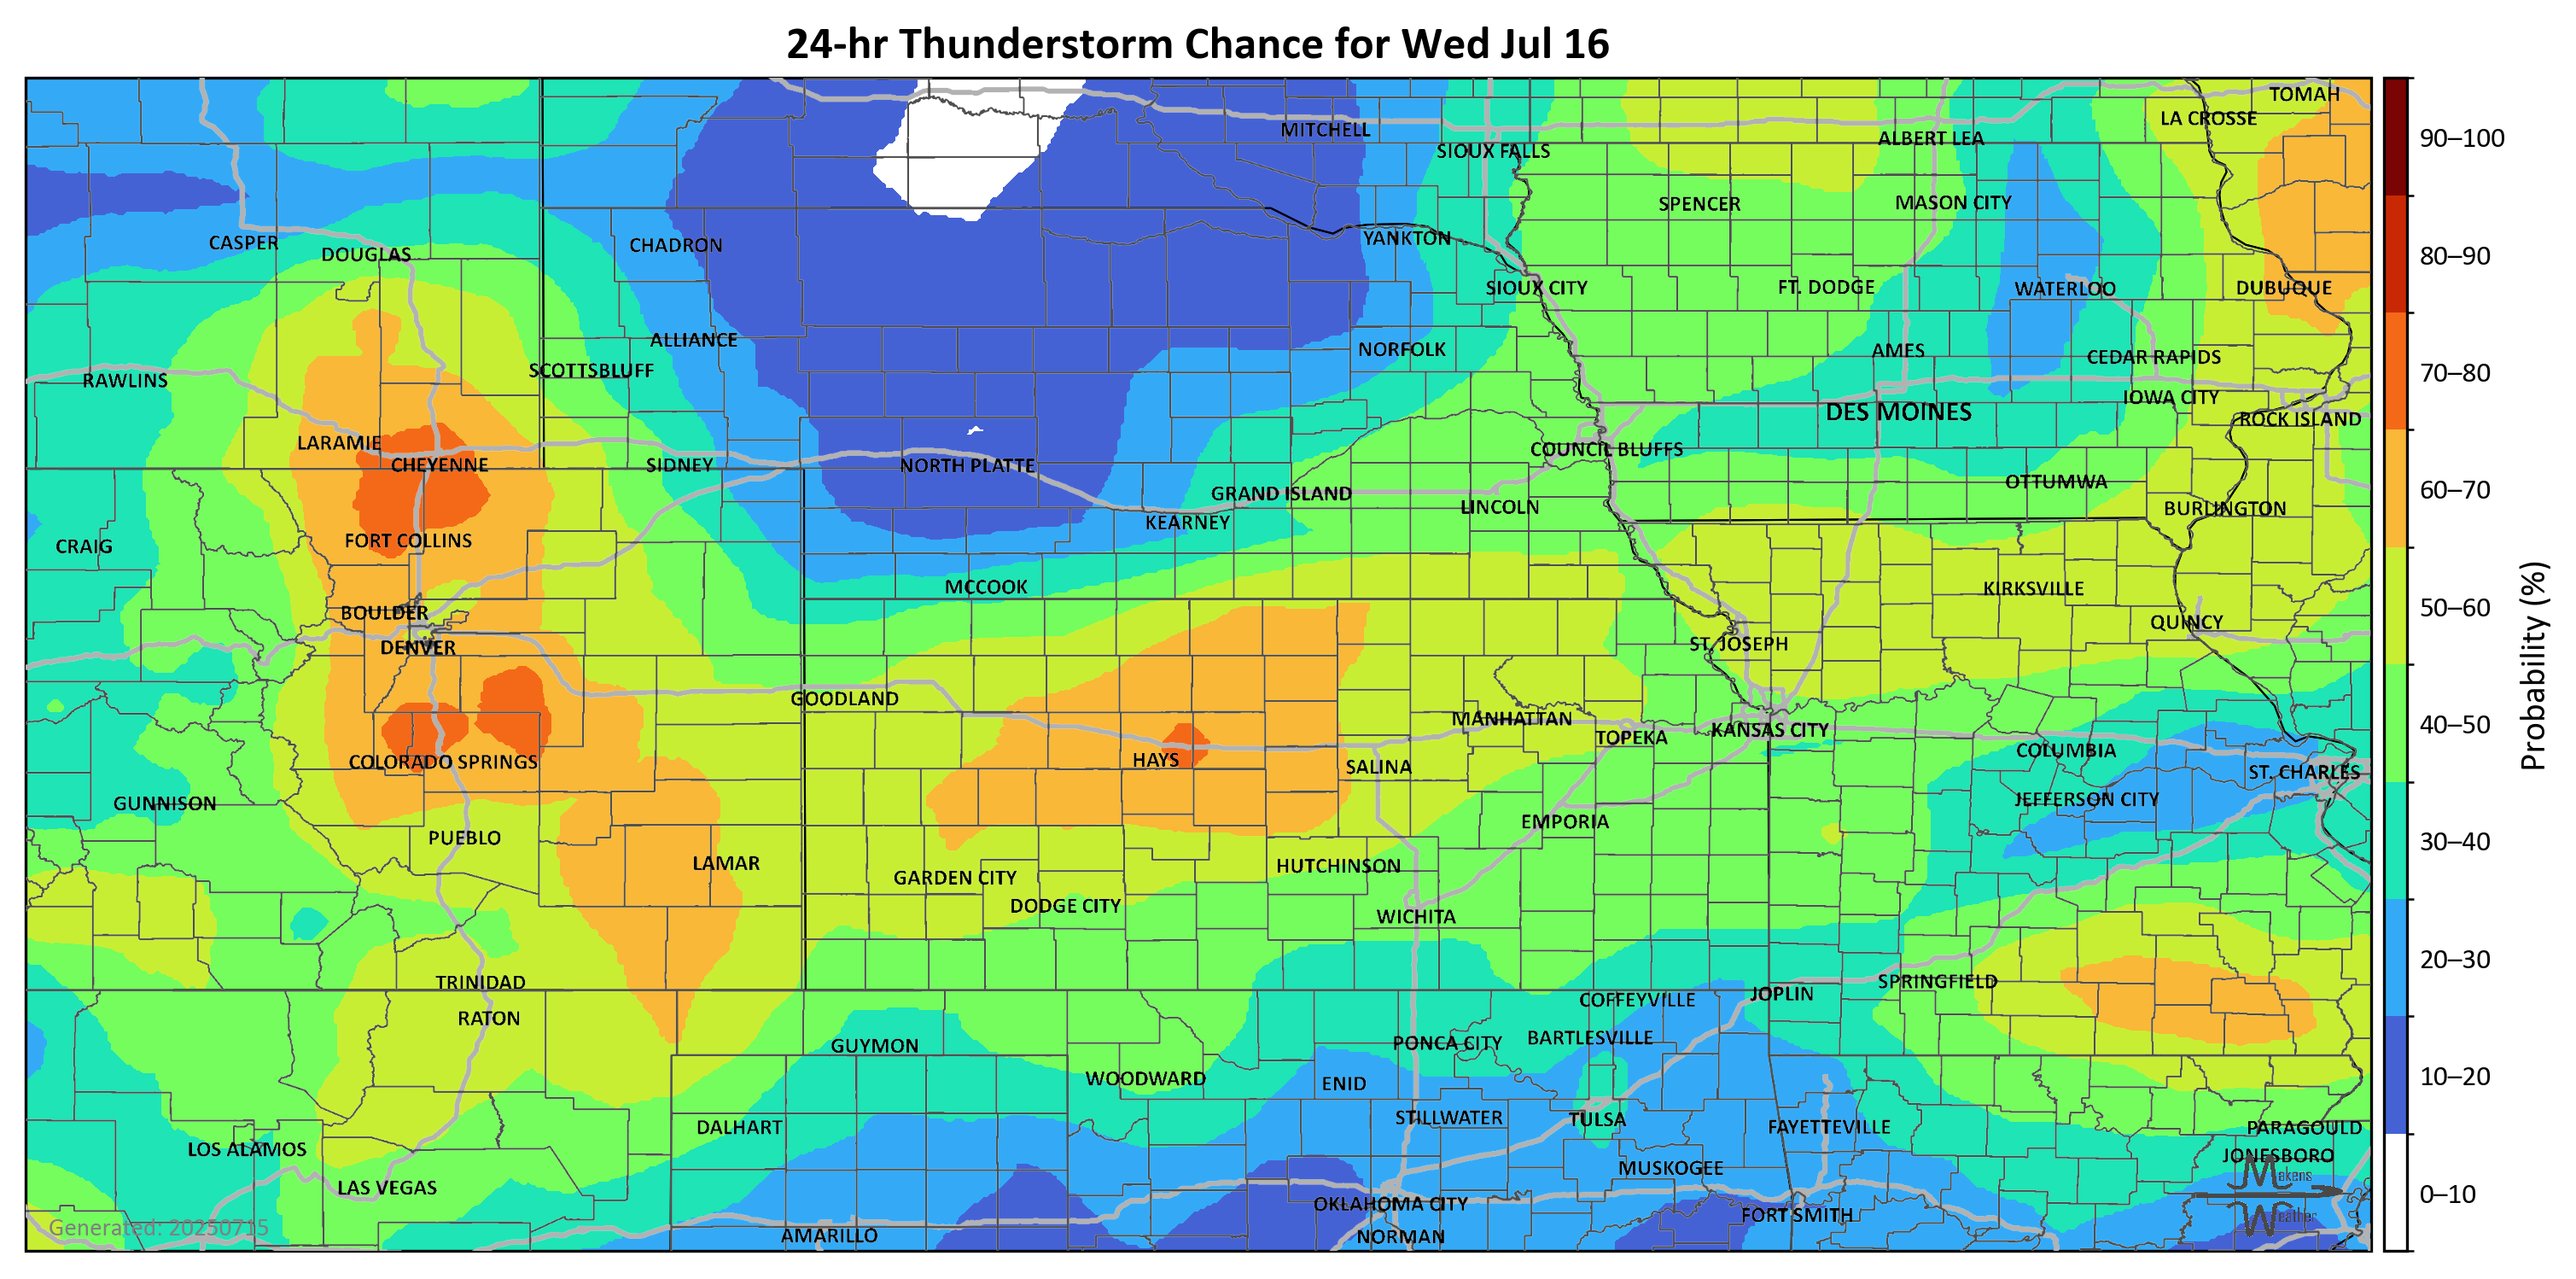 24-hr Thunderstorm Chance for Wed Jul 16
TOMAH
LA CROSSE
90–100
MITCHELL
ALBERT LEA
SIOUX FALLS
SPENCER
MASON CITY
CASPER
CHADRON
YANKTON
DOUGLAS
80–90
SIOUX CITY
FT. DODGE
WATERLOO
DUBUQUE
ALLIANCE
NORFOLK
AMES
CEDAR RAPIDS
SCOTTSBLUFF
RAWLINS
70–80
IOWA CITY
DES MOINES
ROCK ISLAND
LARAMIE
COUNCIL BLUFFS
CHEYENNE
SIDNEY
NORTH PLATTE
OTTUMWA
60–70
GRAND ISLAND
LINCOLN
BURLINGTON
KEARNEY
CRAIG
FORT COLLINS
MCCOOK
KIRKSVILLE
BOULDER
50–60
QUINCY
DENVER
ST. JOSEPH
Probability (%)
GOODLAND
MANHATTAN
TOPEKA
KANSAS CITY
40–50
COLUMBIA
COLORADO SPRINGS
HAYS
SALINA
ST. CHARLES
GUNNISON
JEFFERSON CITY
EMPORIA
PUEBLO
30–40
LAMAR
HUTCHINSON
GARDEN CITY
DODGE CITY
WICHITA
20–30
TRINIDAD
SPRINGFIELD
COFFEYVILLE
JOPLIN
RATON
GUYMON
PONCA CITY
BARTLESVILLE
WOODWARD
ENID
10–20
DALHART
STILLWATER
TULSA
FAYETTEVILLE
PARAGOULD
LOS ALAMOS
JONESBORO
MUSKOGEE
Makens
LAS VEGAS
0–10
OKLAHOMA CITY
FORT SMITH
Weather
Generated: 20250715
AMARILLO
NORMAN